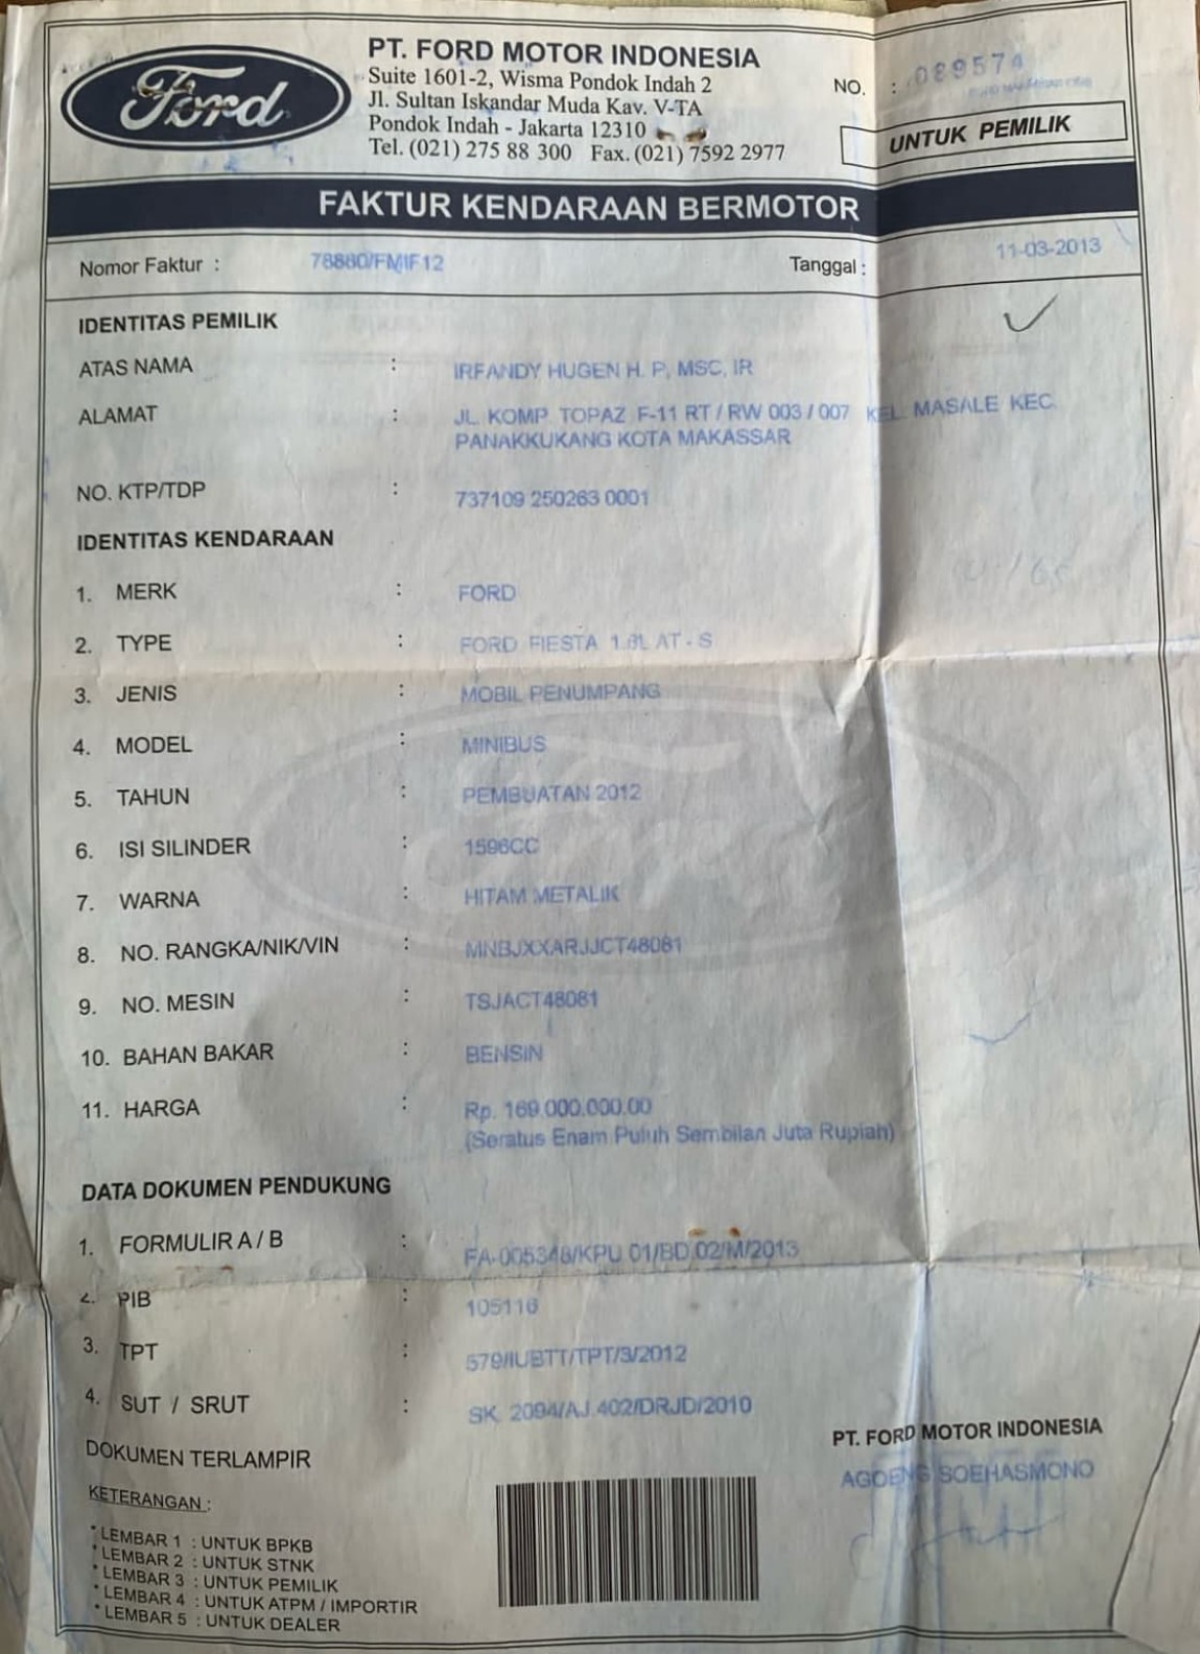 Ford
PT. FORD MOTOR INDONESIA
Suite 1601-2, Wisma Pondok Indah 2
Jl. Sultan Iskandar Muda Kav. V-TA
Pondok Indah - Jakarta 12310
Tel. (021) 275 88 300 Fax. (021) 7592 2977
NO. : 089574
UNTUK PEMILIK
FAKTUR KENDARAAN BERMOTOR
Nomor Faktur : 78880/FMIF12 Tanggal : 11-03-2013
IDENTITAS PEMILIK
ATAS NAMA : IRFANDY HUGEN H. P, MSC, IR
ALAMAT : JL. KOMP. TOPAZ F-11 RT / RW 003 / 007 KEL. MASALE KEC.
PANAKKUKANG KOTA MAKASSAR
NO. KTP/TDP : 737109 250263 0001
IDENTITAS KENDARAAN
1. MERK : FORD
2. TYPE : FORD FIESTA 1.6L AT - S
3. JENIS : MOBIL PENUMPANG
4. MODEL : MINIBUS
5. TAHUN : PEMBUATAN 2012
6. ISI SILINDER : 1596CC
7. WARNA : HITAM METALIK
8. NO. RANGKA/NIK/VIN : MNBJXXARJJCT48081
9. NO. MESIN : TSJACT48081
10. BAHAN BAKAR : BENSIN
11. HARGA : Rp. 169.000.000.00
(Seratus Enam Puluh Sembilan Juta Rupiah)
DATA DOKUMEN PENDUKUNG
1. FORMULIR A / B : FA-005348/KPU.01/BD.02/M/2013
2. PIB : 105116
3. TPT : 579/IUBTT/TPT/3/2012
4. SUT / SRUT : SK. 2094/AJ.402/DRJD/2010
DOKUMEN TERLAMPIR
PT. FORD MOTOR INDONESIA
AGOENG SOEHASMONO
KETERANGAN :
* LEMBAR 1 : UNTUK BPKB
* LEMBAR 2 : UNTUK STNK
* LEMBAR 3 : UNTUK PEMILIK
* LEMBAR 4 : UNTUK ATPM / IMPORTIR
* LEMBAR 5 : UNTUK DEALER